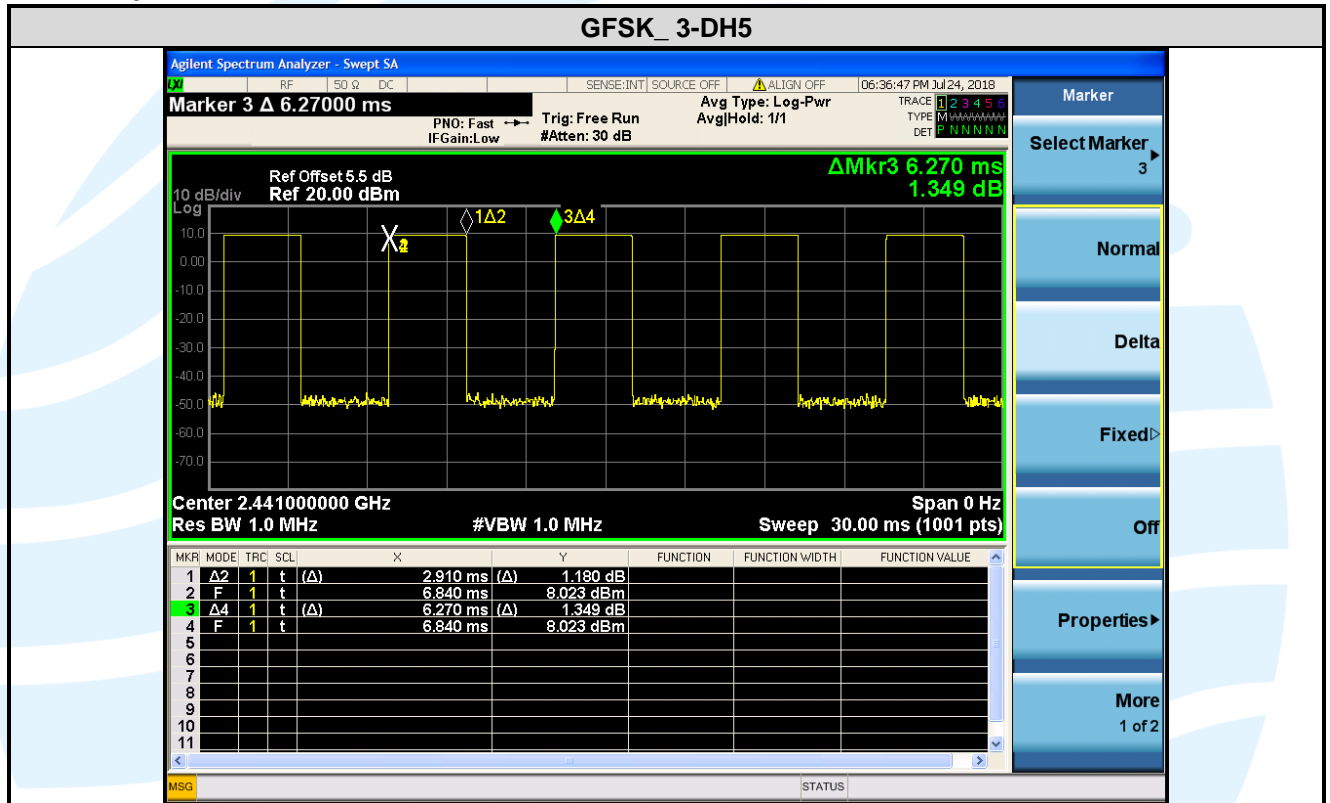 GFSK_ 3-DH5
Agilent Spectrum Analyzer - Swept SA
LXI RF 50 Ω DC SENSE:INT SOURCE OFF ⚠ALIGN OFF 06:36:47 PM Jul 24, 2018
Marker 3 Δ 6.27000 ms
PNO: Fast
IFGain:Low
Trig: Free Run
#Atten: 30 dB
Avg Type: Log-Pwr
Avg|Hold: 1/1
TRACE 1 2 3 4 5 6
TYPE M W W W W W
DET P N N N N N
ΔMkr3 6.270 ms
1.349 dB
Ref Offset 5.5 dB
10 dB/div Ref 20.00 dBm
Log
10.0
0.00
-10.0
-20.0
-30.0
-40.0
-50.0
-60.0
-70.0
1Δ2
3Δ4
Center 2.441000000 GHz Span 0 Hz
Res BW 1.0 MHz #VBW 1.0 MHz Sweep 30.00 ms (1001 pts)
MKR MODE TRC SCL X Y FUNCTION FUNCTION WIDTH FUNCTION VALUE
1 Δ2 1 t (Δ) 2.910 ms (Δ) 1.180 dB
2 F 1 t 6.840 ms 8.023 dBm
3 Δ4 1 t (Δ) 6.270 ms (Δ) 1.349 dB
4 F 1 t 6.840 ms 8.023 dBm
5
6
7
8
9
10
11
MSG STATUS
Marker
Select Marker
3
Normal
Delta
Fixed
Off
Properties
More
1 of 2